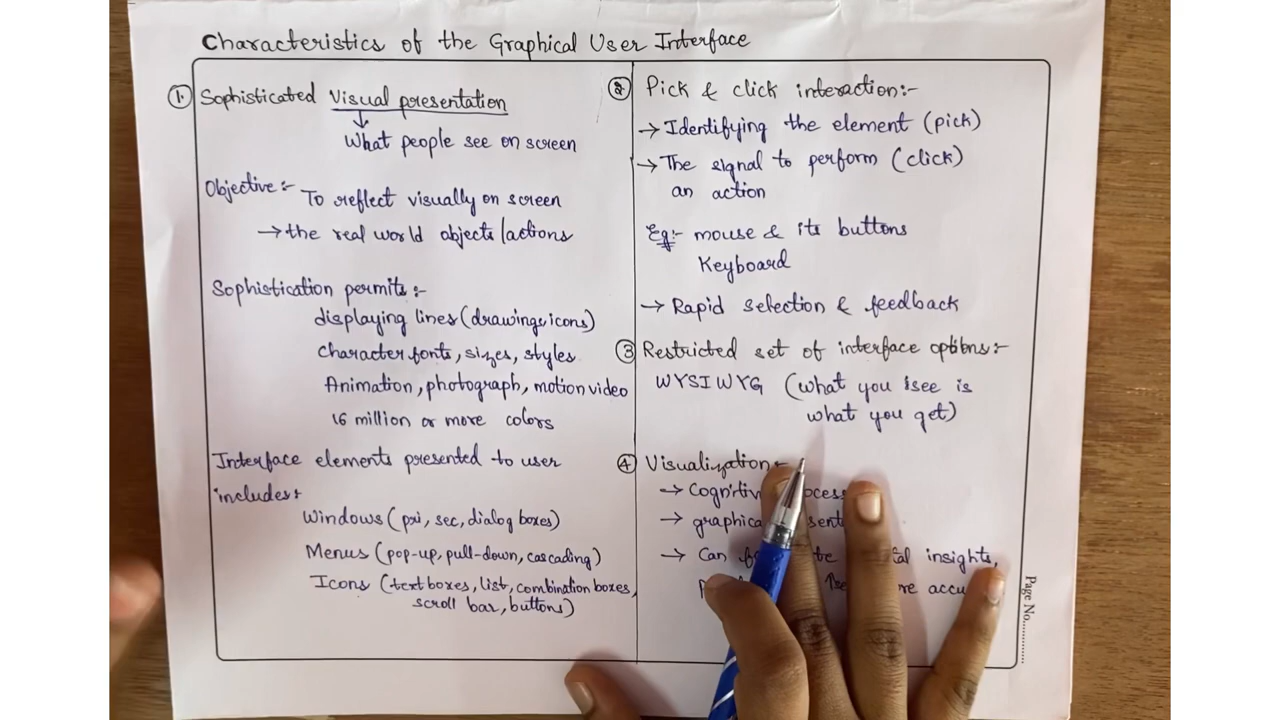 Characteristics of the Graphical User Interface
1. Sophisticated Visual presentation
What people see on screen
Objective:- To reflect visually on screen
→ the real world objects/actions
Sophistication permits:-
displaying lines (drawings, icons)
Character fonts, sizes, styles
Animation, photograph, motion video
16 million or more colors
Interface elements presented to user
includes:
Windows (pri, sec, dialog boxes)
Menus (pop-up, pull-down, cascading)
Icons (text boxes, list, combination boxes,
scroll bar, buttons)
2 Pick & click interaction:-
→ Identifying the element (pick)
→ The signal to perform (click)
an action
Eg:- mouse & its buttons
Keyboard
→ Rapid selection & feedback
3 Restricted set of interface options:-
WYSIWYG (what you see is
what you get)
4 Visualization:-
→
→
→ Can insights,
Page No.............